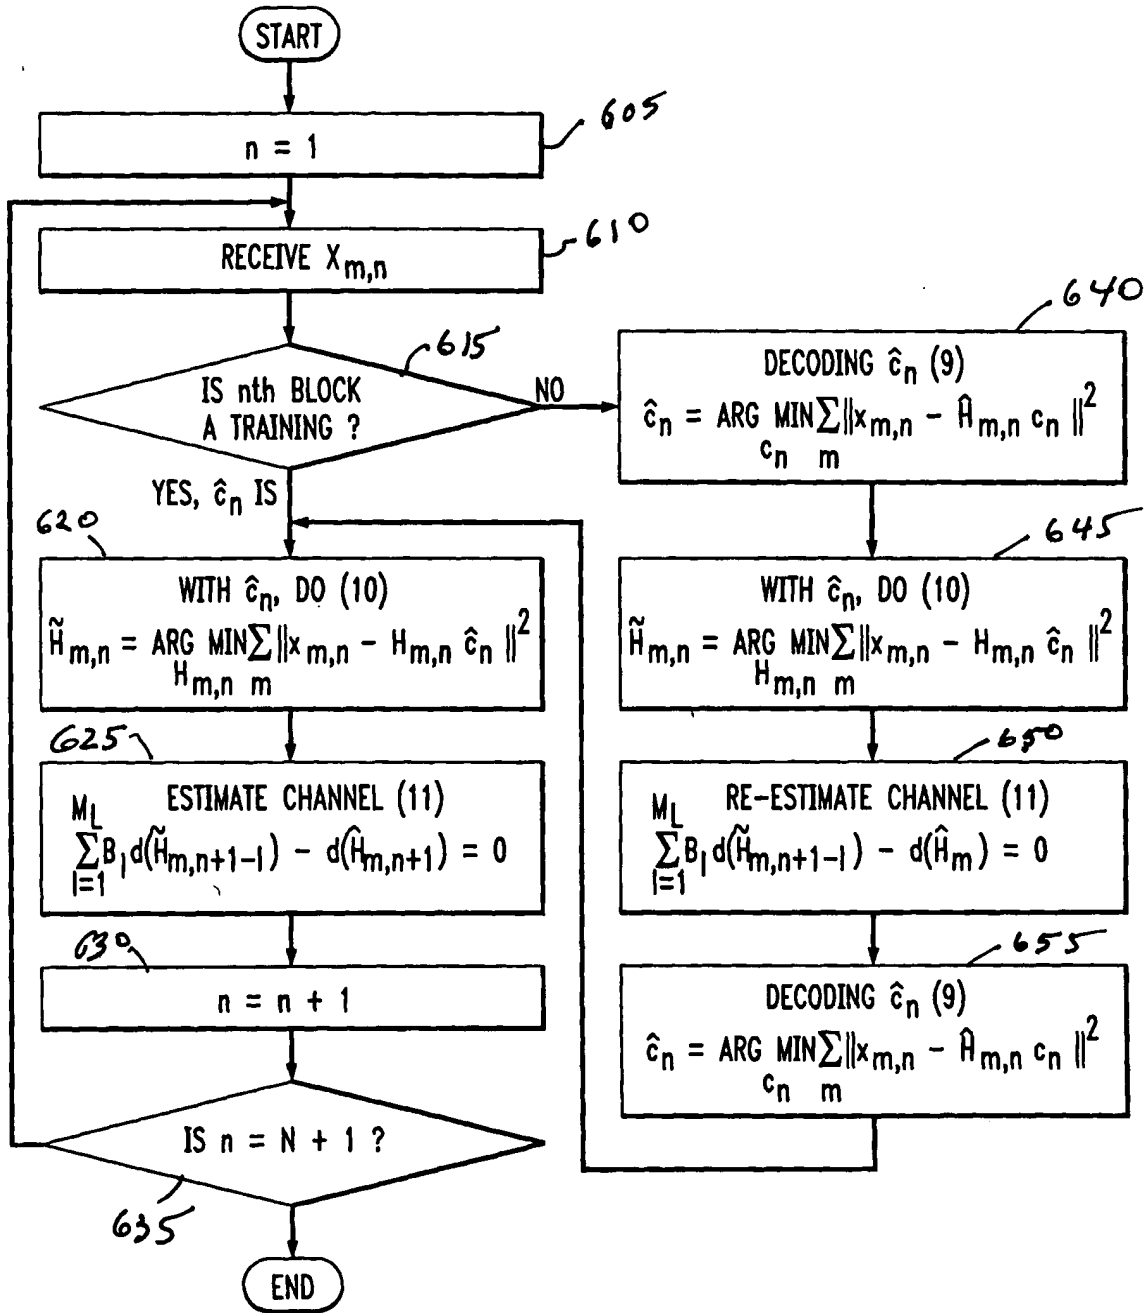 START
605
n = 1
610
RECEIVE X_{m,n}
615
IS nth BLOCK
A TRAINING ?
NO
YES, ĉ_n IS
620
WITH ĉ_n, DO (10)
H̃_{m,n} = ARG MIN ∑ ‖x_{m,n} - H_{m,n} ĉ_n ‖²
H_{m,n} m
625
ESTIMATE CHANNEL (11)
M_L
∑ B_l d(H̃_{m,n+1-l}) - d(Ĥ_{m,n+1}) = 0
l=1
630
n = n + 1
IS n = N + 1 ?
635
END
640
DECODING ĉ_n (9)
ĉ_n = ARG MIN ∑ ‖x_{m,n} - Ĥ_{m,n} c_n ‖²
c_n m
645
WITH ĉ_n, DO (10)
H̃_{m,n} = ARG MIN ∑ ‖x_{m,n} - H_{m,n} ĉ_n ‖²
H_{m,n} m
650
RE-ESTIMATE CHANNEL (11)
M_L
∑ B_l d(H̃_{m,n+1-l}) - d(Ĥ_m) = 0
l=1
655
DECODING ĉ_n (9)
ĉ_n = ARG MIN ∑ ‖x_{m,n} - Ĥ_{m,n} c_n ‖²
c_n m